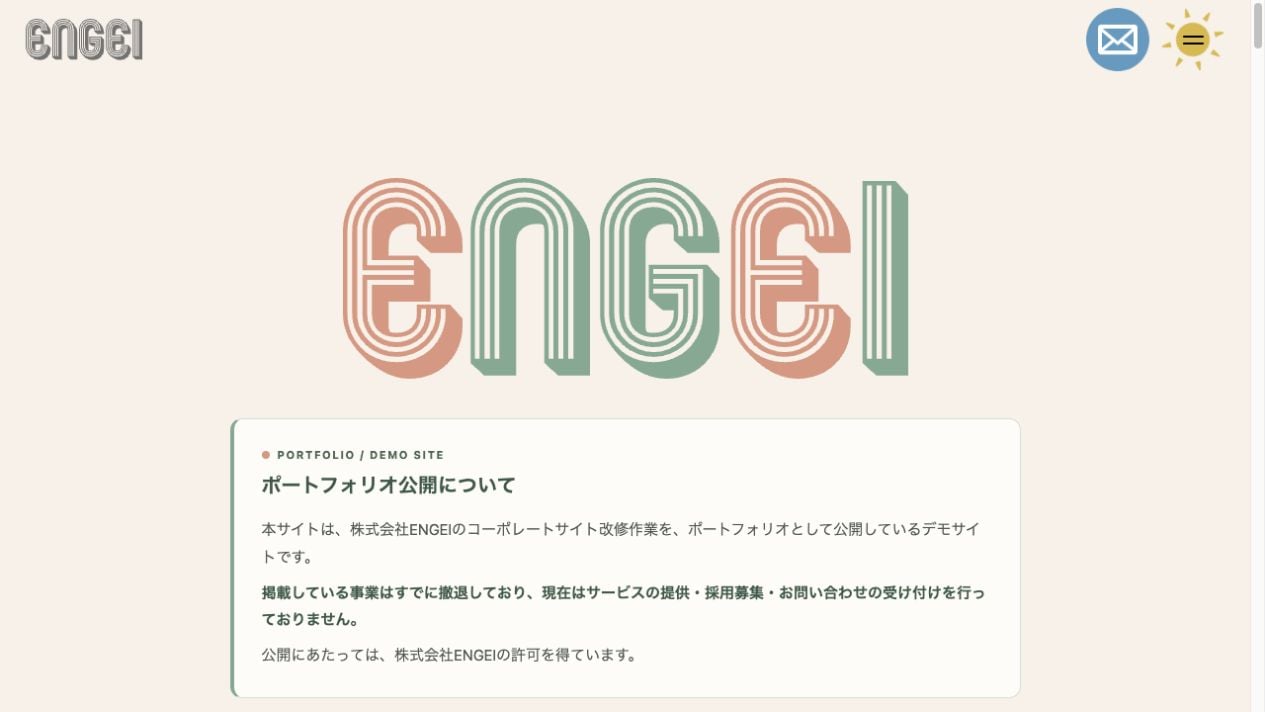 ENGEI
ENGEI
PORTFOLIO / DEMO SITE
ポートフォリオ公開について
本サイトは、株式会社ENGEIのコーポレートサイト改修作業を、ポートフォリオとして公開しているデモサイ
トです。
掲載している事業はすでに撤退しており、現在はサービスの提供・採用募集・お問い合わせの受け付けを行っ
ておりません。
公開にあたっては、株式会社ENGEIの許可を得ています。